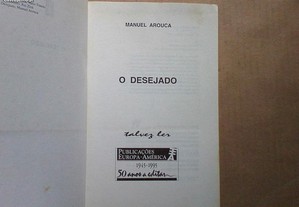 MANUEL AROUCA
O DESEJADO
talvez ler
PUBLICAÇÕES
EUROPA-AMÉRICA
1945-1995
50 anos a editar